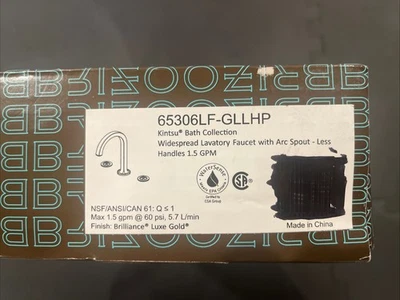 65306LF-GLLHP
Kintsu® Bath Collection
Widespread Lavatory Faucet with Arc Spout - Less
Handles 1.5 GPM
WaterSense
NSF/ANSI/CAN 61: Q ≤ 1
Max 1.5 gpm @ 60 psi, 5.7 L/min
Finish: Brilliance® Luxe Gold®
Made in China